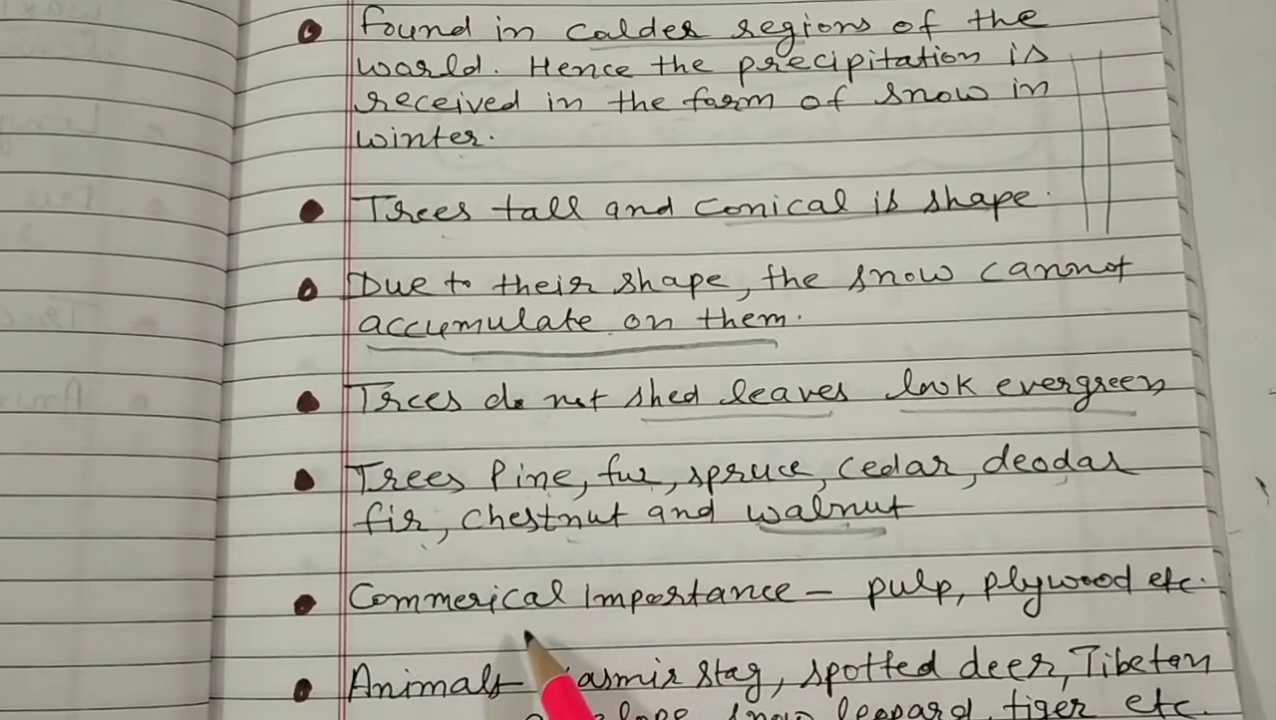 Found in colder regions of the
world. Hence the precipitation is
received in the form of snow in
winter.
Trees tall and conical is shape.
Due to their shape, the snow cannot
accumulate on them.
Trees do not shed leaves look evergreen
Trees Pine, fur, spruce, cedar, deodar
fir, chestnut and walnut
Commerical Importance - pulp, plywood etc.
Animals stag, spotted deer, Tibetan
snow leopard, tiger etc.